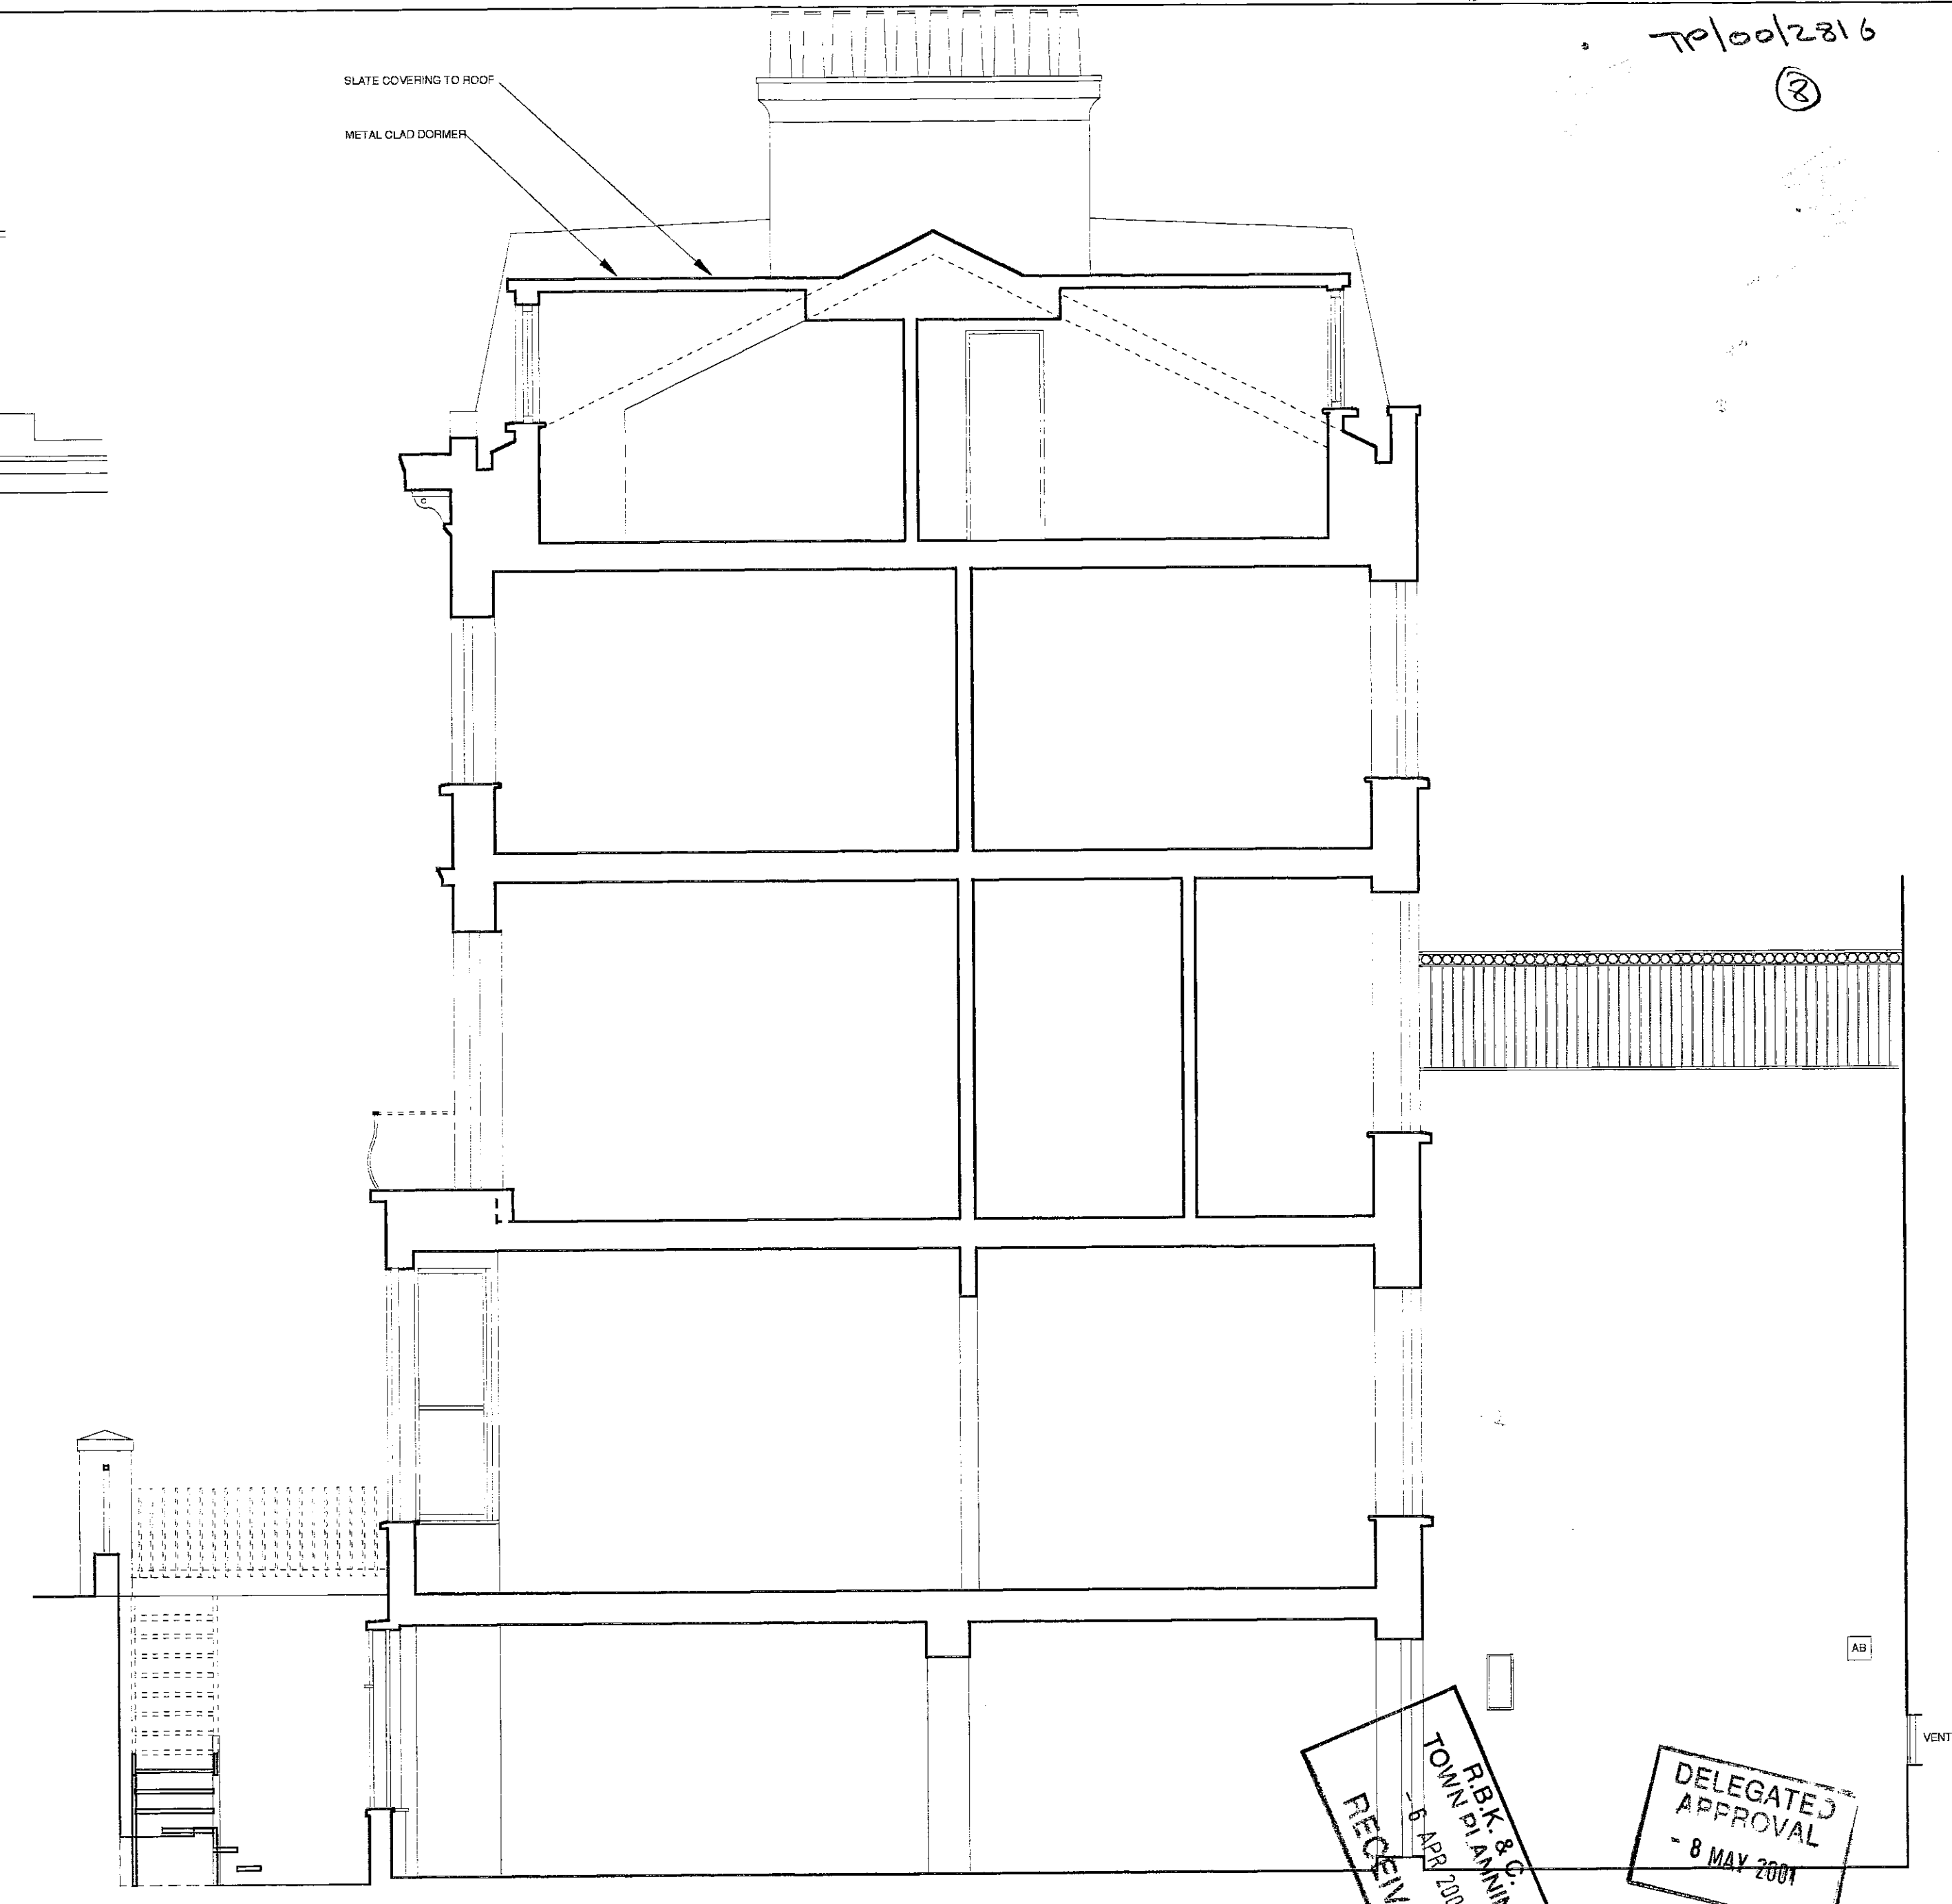 TP/00/2816
8
SLATE COVERING TO ROOF
METAL CLAD DORMER
AB
VENT
R.B.K. & C.
TOWN PLANNIN
- 6 APR 200
RECEIV
DELEGATED
APPROVAL
- 8 MAY 2001